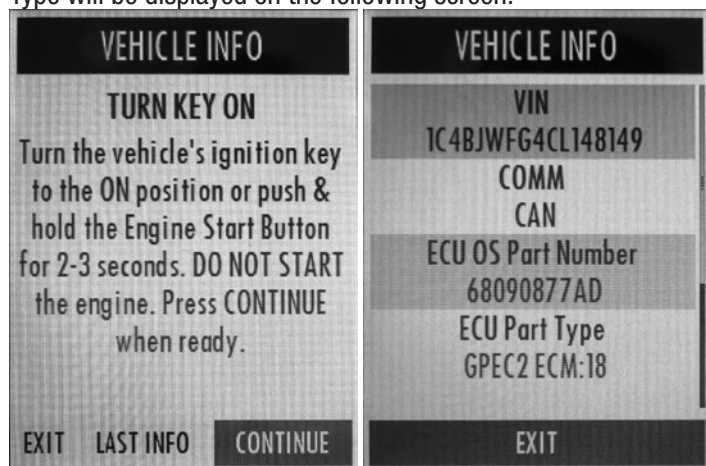 Type will be displayed on the following screen.
VEHICLE INFO
TURN KEY ON
Turn the vehicle's ignition key
to the ON position or push &
hold the Engine Start Button
for 2-3 seconds. DO NOT START
the engine. Press CONTINUE
when ready.
EXIT LAST INFO CONTINUE
VEHICLE INFO
VIN
1C4BJWFG4CL148149
COMM
CAN
ECU OS Part Number
68090877AD
ECU Part Type
GPEC2 ECM:18
EXIT